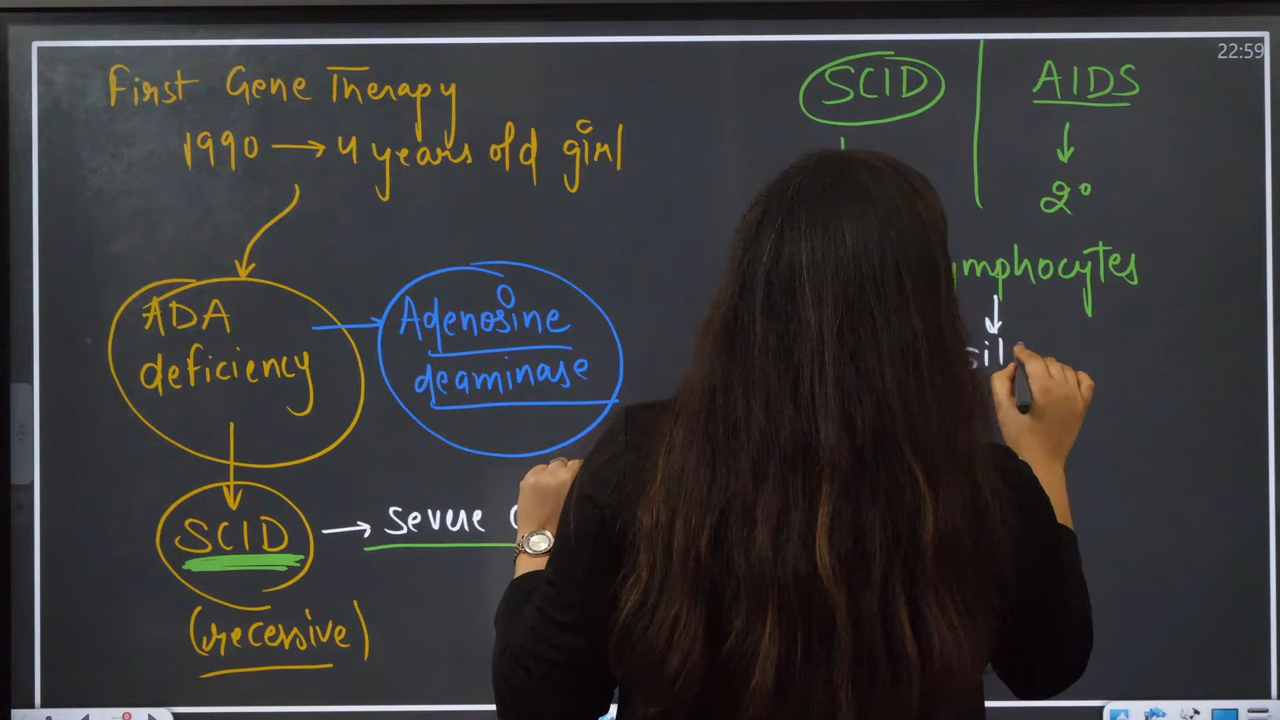 First Gene Therapy
1990 → 4 years old girl
ADA
deficiency
Adenosine
deaminase
SCID
→ severe
(recessive)
SCID
AIDS
2°
22:59